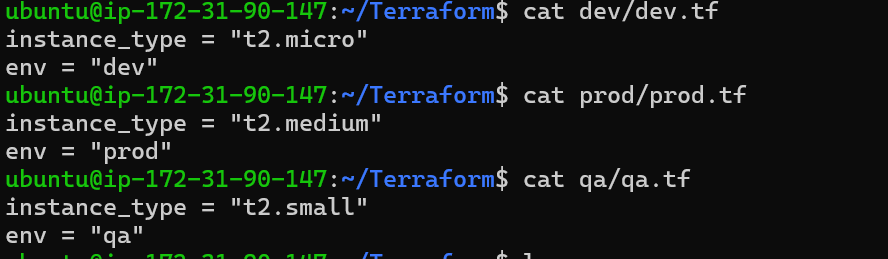 ubuntu@ip-172-31-90-147:~/Terraform$ cat dev/dev.tf
instance_type = "t2.micro"
env = "dev"
ubuntu@ip-172-31-90-147:~/Terraform$ cat prod/prod.tf
instance_type = "t2.medium"
env = "prod"
ubuntu@ip-172-31-90-147:~/Terraform$ cat qa/qa.tf
instance_type = "t2.small"
env = "qa"